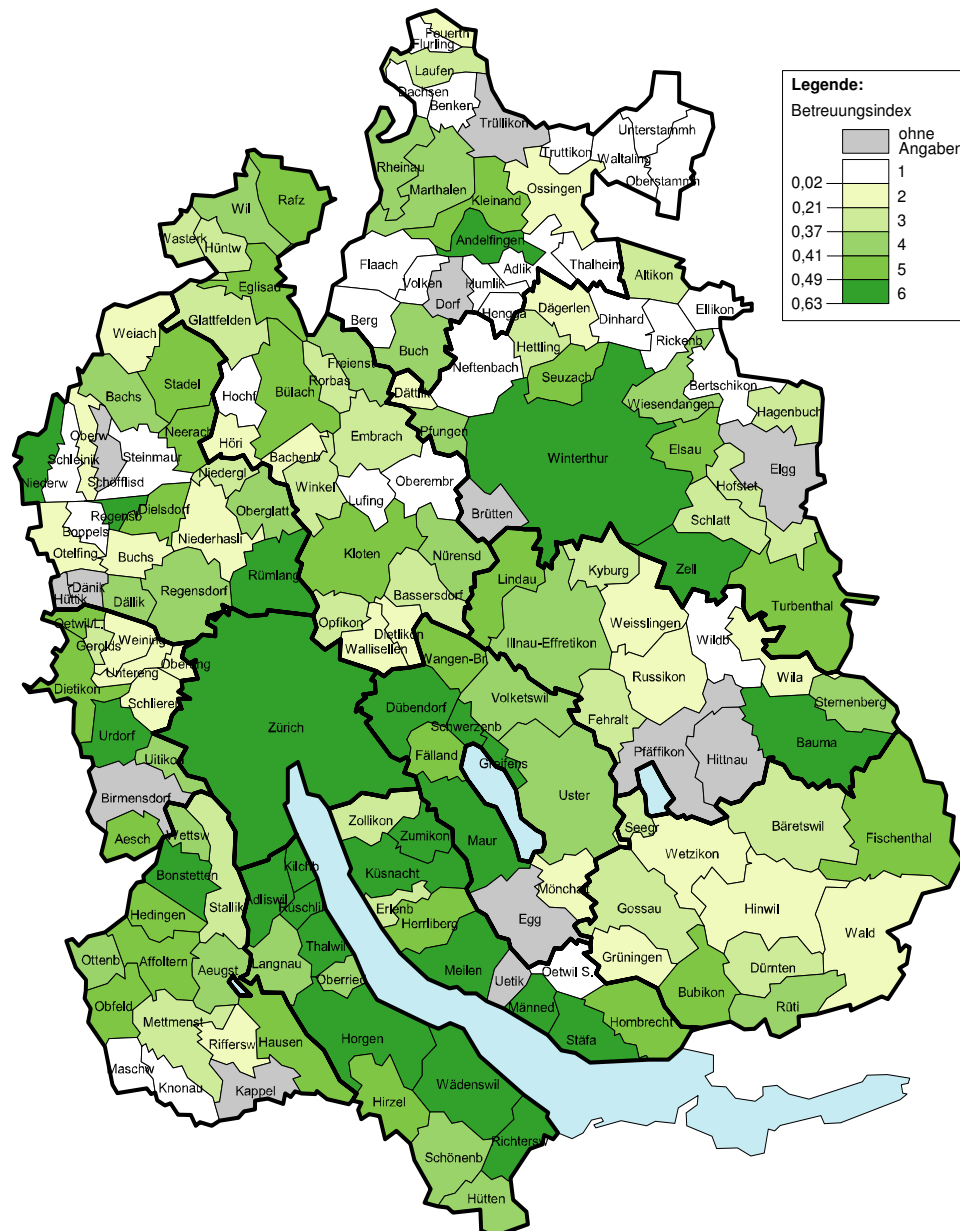 Feuerth
Flurling
Laufen
Dachsen
Benken
Trüllikon
Unterstammh
Truttikon
Waltaling
Oberstamm
Rheinau
Marthalen
Ossingen
Kleinand
Rafz
Wil
Wasterk
Hüntw
Andelfingen
Flaach
Volken
Adlik
Humlik
Thalheim
Altikon
Eglisau
Dorf
Hengga
Dägerlen
Dinhard
Ellikon
Glattfelden
Berg
Weiach
Buch
Hettling
Rickenb
Neftenbach
Freienst
Stadel
Rorbas
Seuzach
Bertschikon
Bachs
Hochf
Bülach
Dättlik
Wiesendangen
Hagenbuch
Neerach
Höri
Embrach
Pfungen
Oberw
Schleinik
Steinmaur
Bachenb
Winterthur
Elsau
Elgg
Niederw
Schöfflisd
Niedergl
Winkel
Oberembr
Hofstet
Regensb
Dielsdorf
Oberglatt
Lufing
Brütten
Schlatt
Boppels
Otelfing
Buchs
Niederhasli
Kloten
Nürensd
Zell
Rümlang
Lindau
Kyburg
Dänik
Hüttik
Dällik
Regensdorf
Bassersdorf
Turbenthal
Oetwil/L.
Opfikon
Dietlikon
Wallisellen
Illnau-Effretikon
Weisslingen
Wildb
Gerolds
Weining
Obereng
Untereng
Wangen-Br.
Wila
Dietikon
Schlieren
Volketswil
Russikon
Sternenberg
Dübendorf
Fehralt
Urdorf
Zürich
Schwerzenb
Bauma
Uitikon
Fälland
Greifens
Pfäffikon
Hittnau
Birmensdorf
Uster
Aesch
Wettsw
Zollikon
Zumikon
Maur
Seegr
Bäretswil
Fischenthal
Bonstetten
Kilchb
Küsnacht
Wetzikon
Adliswil
Rüschlik
Mönchalt
Stallik
Erlenb
Gossau
Hinwil
Hedingen
Herrliberg
Egg
Wald
Ottenb
Affoltern
Aeugst
Langnau
Thalwil
Oberried
Meilen
Oetwil S.
Grüningen
Dürnten
Uetik
Obfeld
Männed
Bubikon
Rüti
Mettmenst
Hombrecht
Riffersw
Hausen
Horgen
Stäfa
Maschw
Knonau
Kappel
Wädenswil
Hirzel
Richtersw
Schönenb
Hütten
Legende:
Betreuungsindex
ohne
Angaben
1
0,02
2
0,21
3
0,37
4
0,41
5
0,49
6
0,63